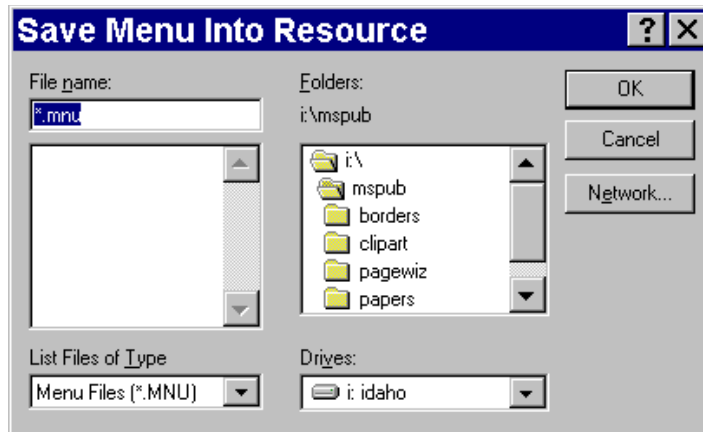 Save Menu Into Resource
File name:
*.mnu
Folders:
i:\mspub
i:\
mspub
borders
clipart
pagewiz
papers
OK
Cancel
Network...
List Files of Type
Menu Files (*.MNU)
Drives:
i: idaho